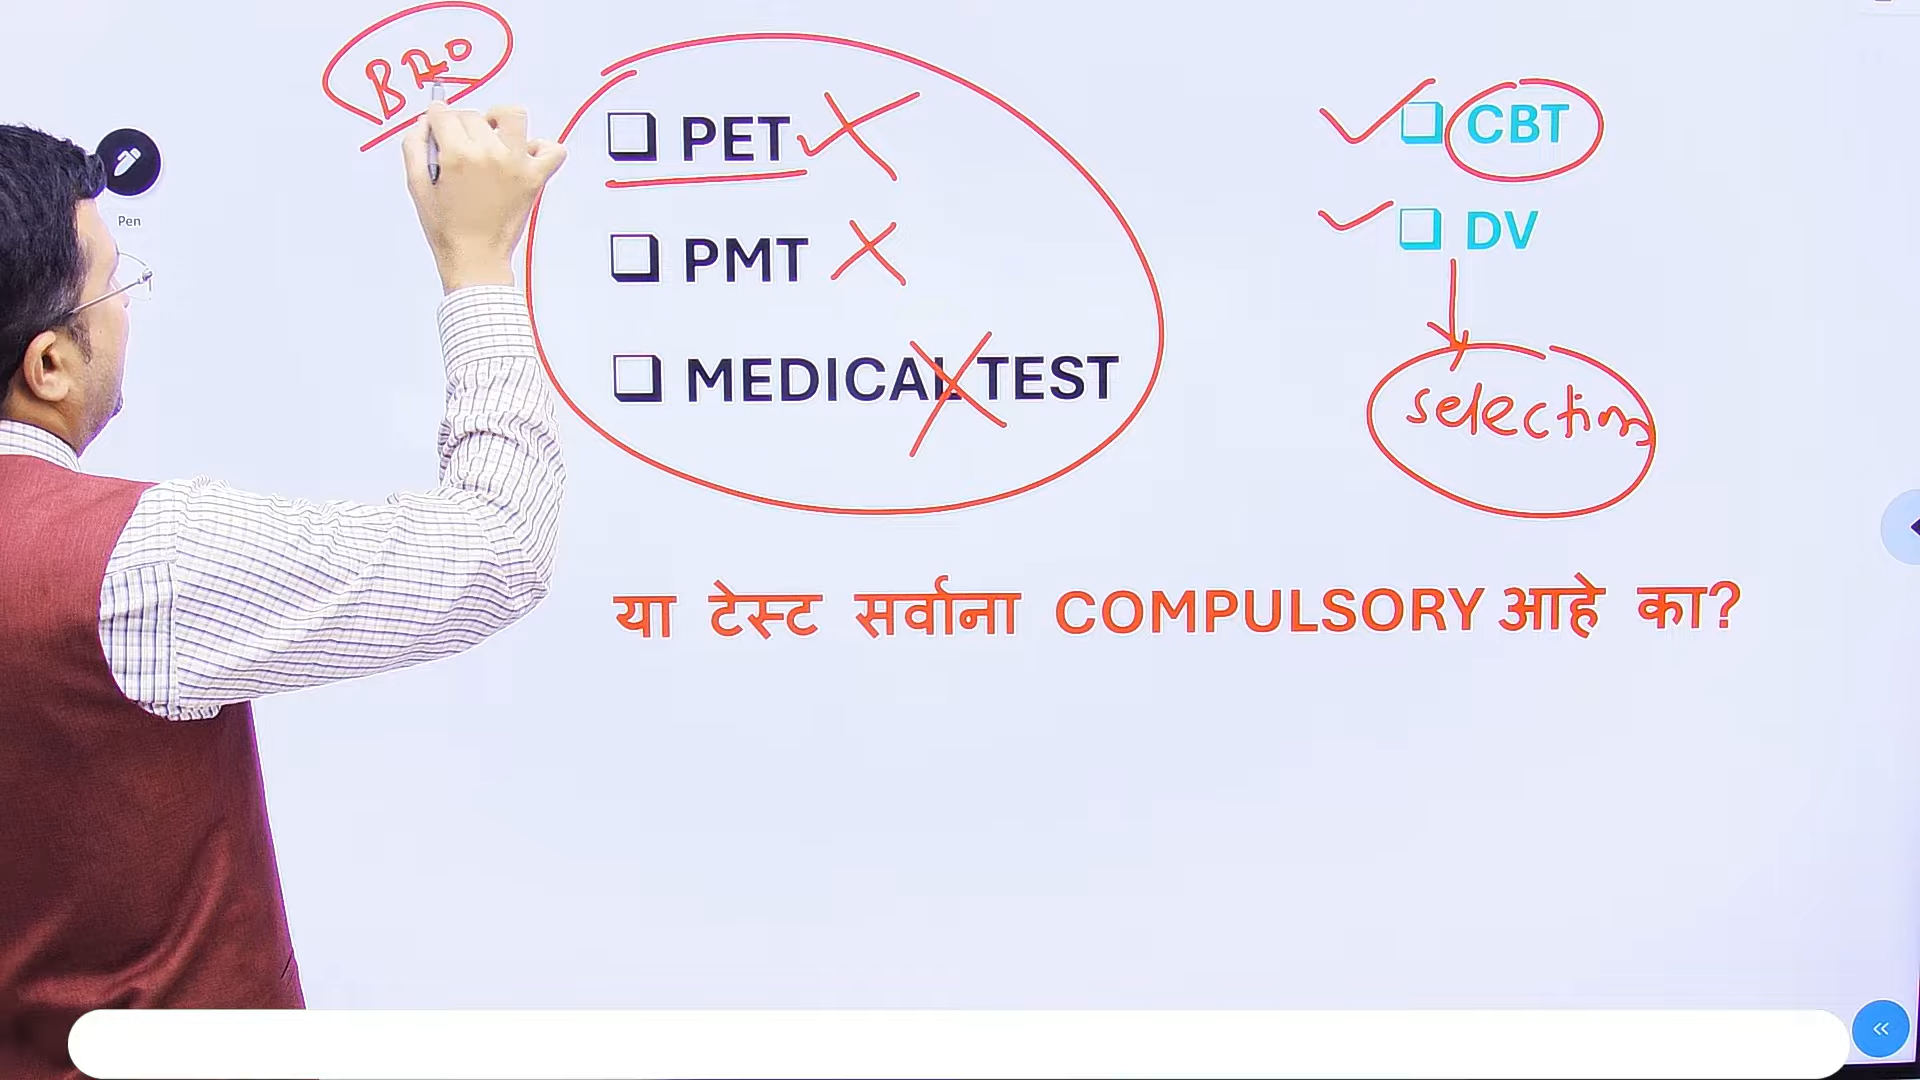 BRO
PET
PMT
MEDICAL TEST
CBT
DV
selection
या टेस्ट सर्वाना COMPULSORY आहे का?
Pen